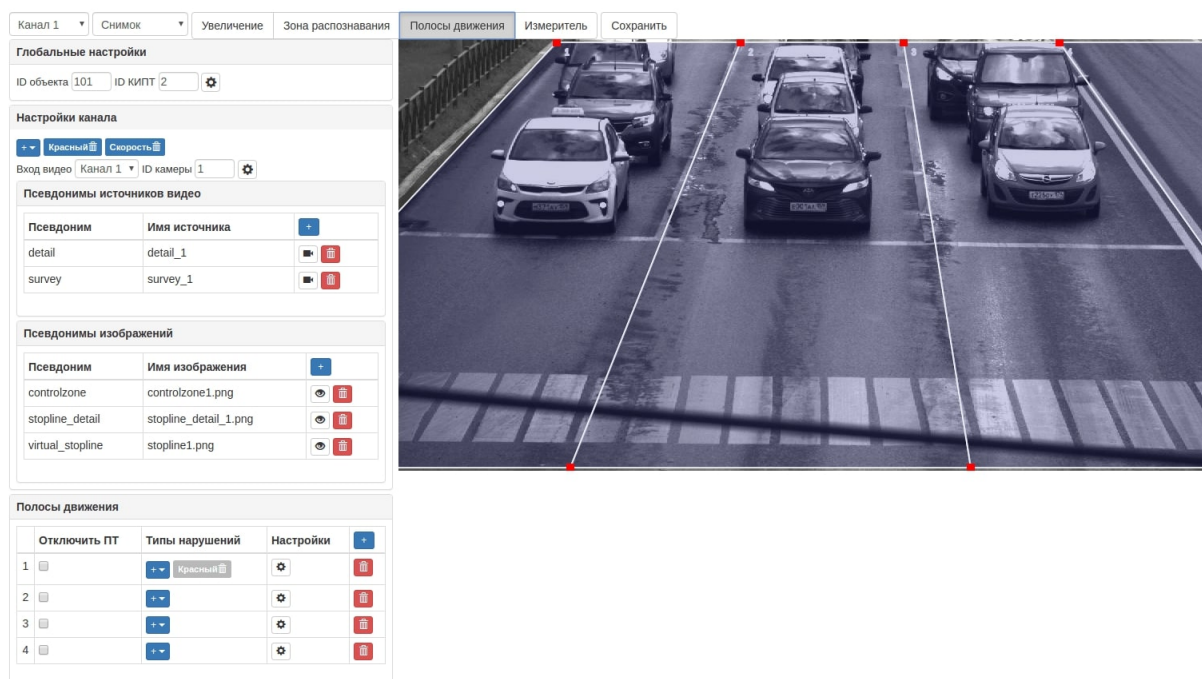 Канал 1 Снимок Увеличение Зона распознавания Полосы движения Измеритель Сохранить
Глобальные настройки
ID объекта 101 ID КИПТ 2
Настройки канала
+ Красный Скорость
Вход видео Канал 1 ID камеры 1
Псевдонимы источников видео
Псевдоним Имя источника +
detail detail_1
survey survey_1
Псевдонимы изображений
Псевдоним Имя изображения +
controlzone controlzone1.png
stopline_detail stopline_detail_1.png
virtual_stopline stopline1.png
Полосы движения
Отключить ПТ Типы нарушений Настройки +
1 + Красный
2 +
3 +
4 +
1 2 3 4